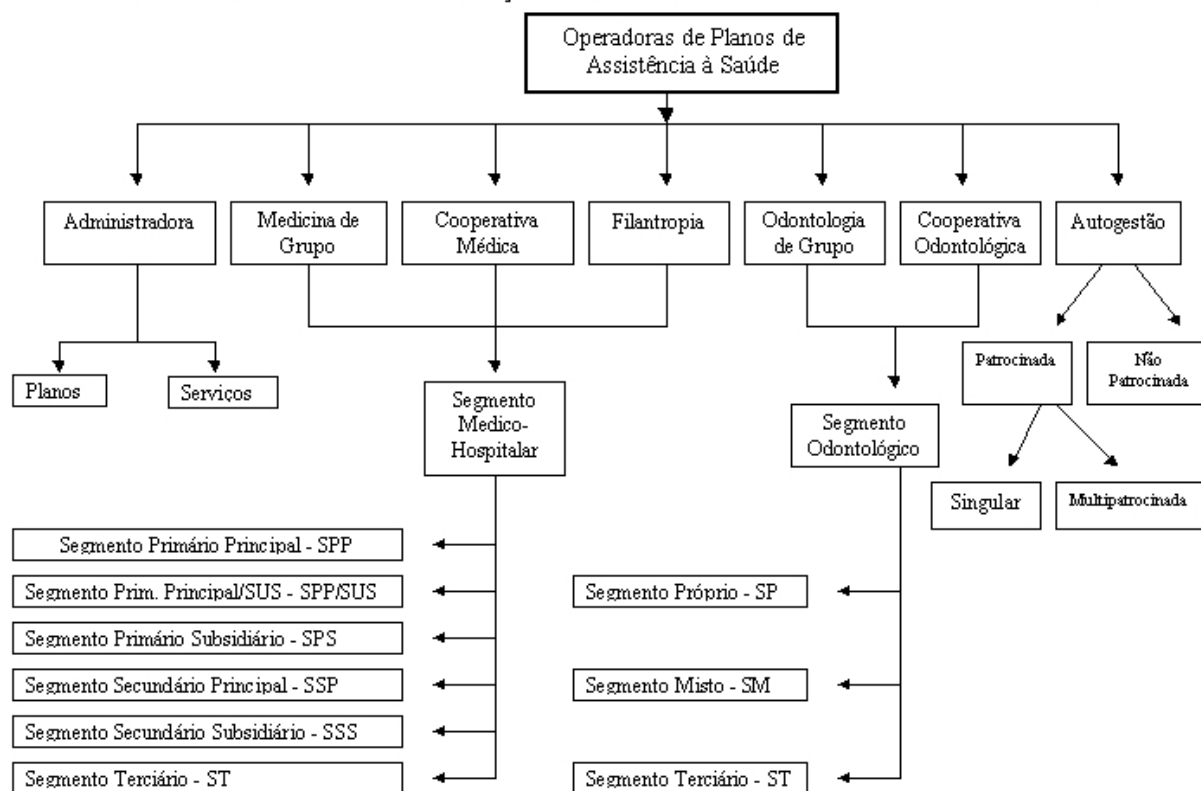 Operadoras de Planos de
Assistência à Saúde
Administradora
Medicina de
Grupo
Cooperativa
Médica
Filantropia
Odontologia
de Grupo
Cooperativa
Odontológica
Autogestão
Planos
Serviços
Segmento
Medico-
Hospitalar
Segmento
Odontológico
Patrocinada
Não
Patrocinada
Singular
Multipatrocinada
Segmento Primário Principal - SPP
Segmento Prim. Principal/SUS - SPP/SUS
Segmento Primário Subsidiário - SPS
Segmento Secundário Principal - SSP
Segmento Secundário Subsidiário - SSS
Segmento Terciário - ST
Segmento Próprio - SP
Segmento Misto - SM
Segmento Terciário - ST